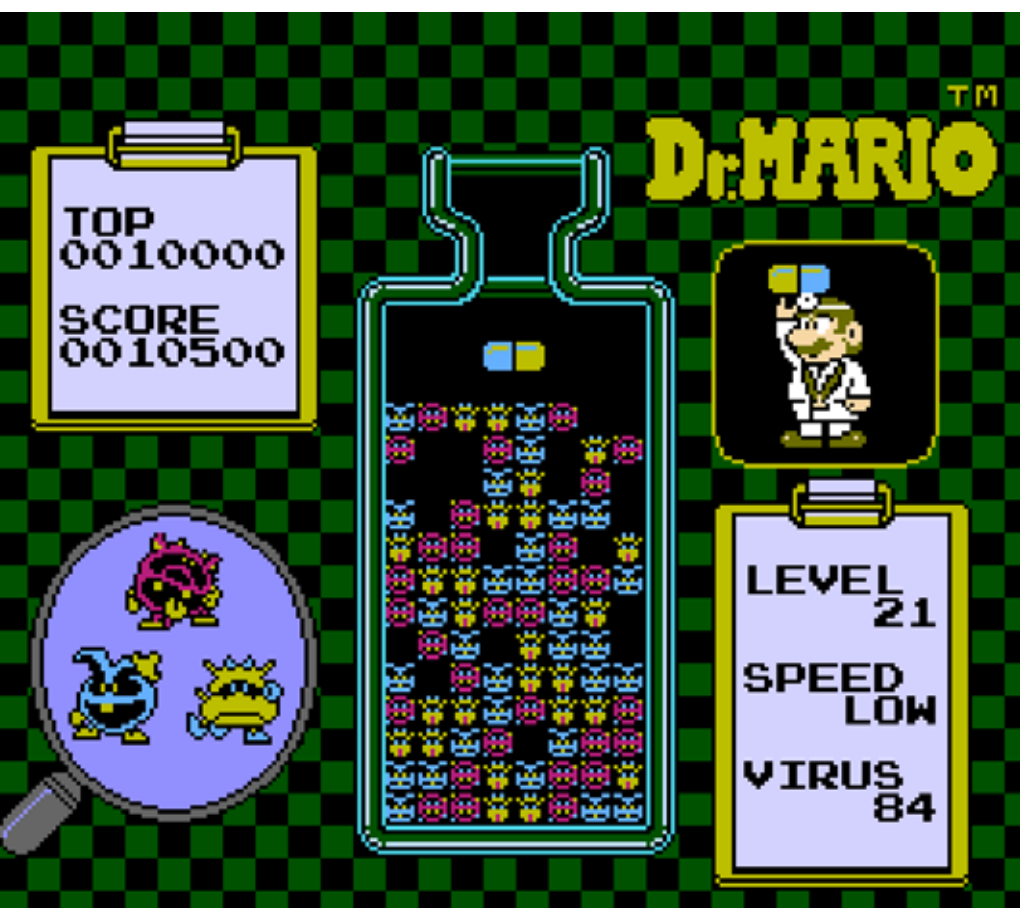 TM
Dr.MARIO
TOP
0010000
SCORE
0010500
LEVEL
21
SPEED
LOW
VIRUS
84